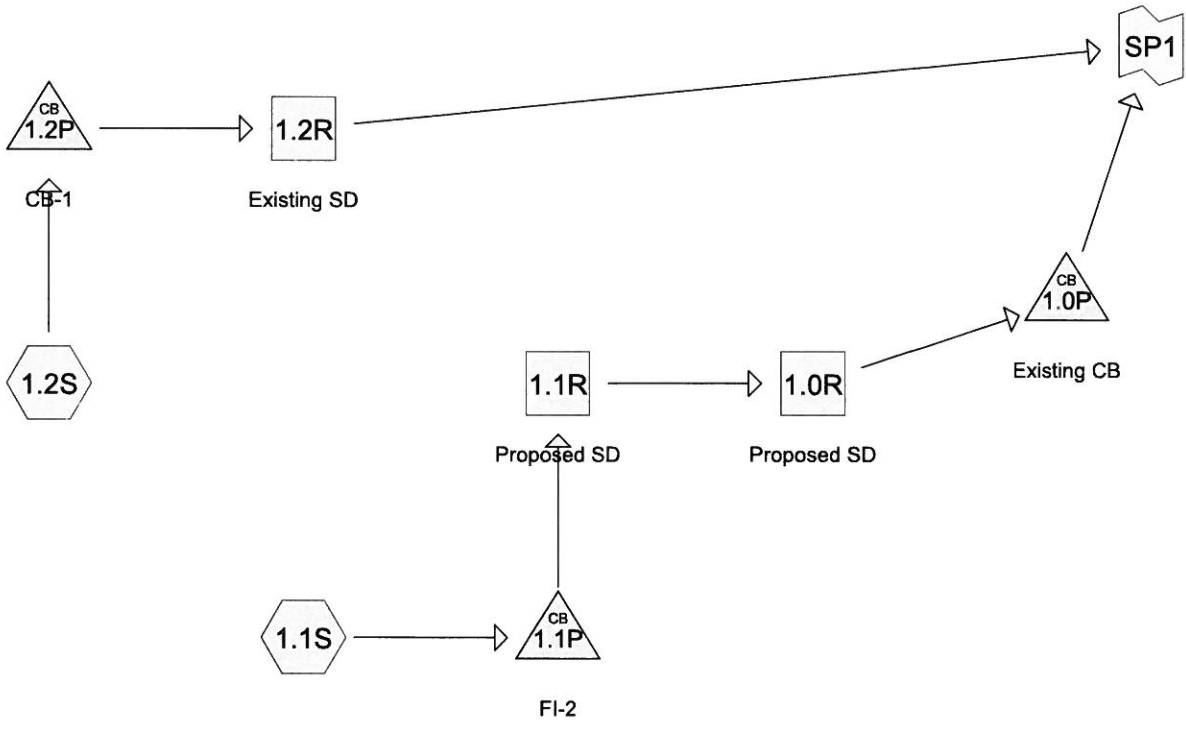 SP1
CB
1.2P
1.2R
CB-1
Existing SD
CB
1.0P
Existing CB
1.2S
1.1R
1.0R
Proposed SD
Proposed SD
1.1S
CB
1.1P
FI-2